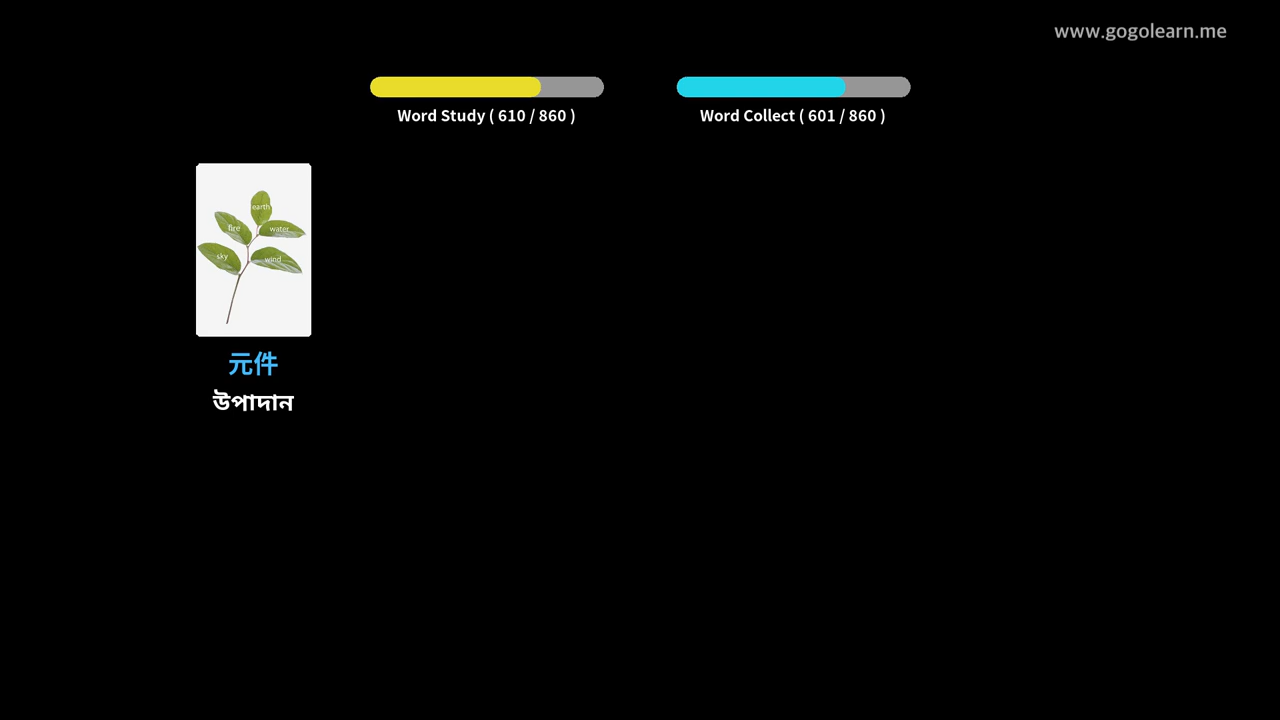 www.gogolearn.me
Word Study ( 610 / 860 )
Word Collect ( 601 / 860 )
earth
fire
water
sky
wind
元件
উপাদান